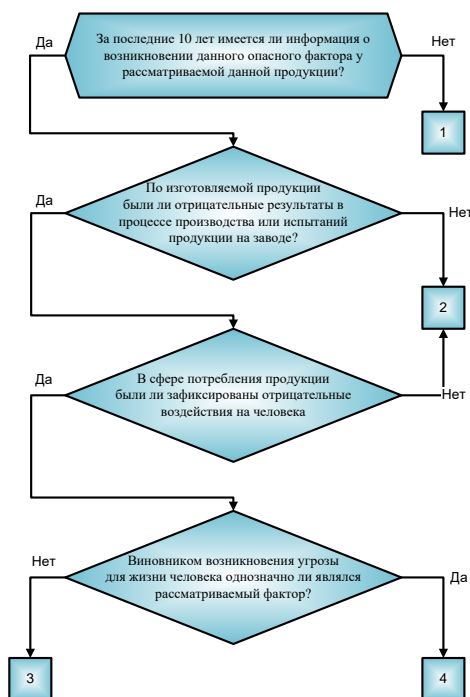 Да
За последние 10 лет имеется ли информация о
возникновении данного опасного фактора у
рассматриваемой данной продукции?
Нет
1
Да
По изготовляемой продукции
были ли отрицательные результаты в
процессе производства или испытаний
продукции на заводе?
Нет
2
Да
В сфере потребления продукции
были ли зафиксированы отрицательные
воздействия на человека
Нет
Нет
Виновником возникновения угрозы
для жизни человека однозначно ли являлся
рассматриваемый фактор?
Да
3
4